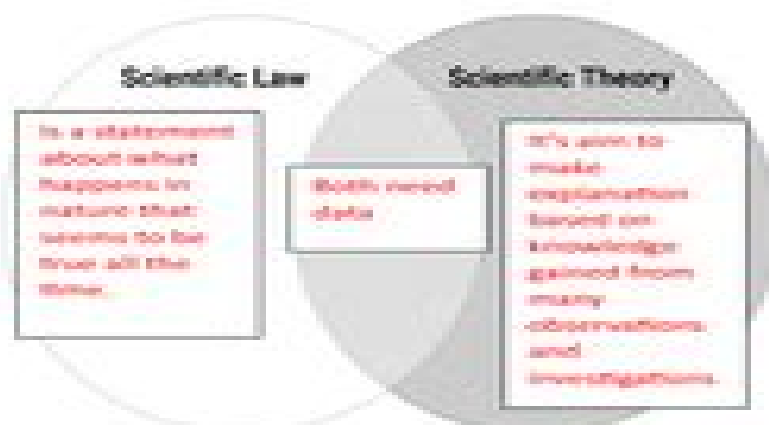 Scientific Law
Scientific Theory
Is a statement
about what
happens in
nature that
seems to be
true all the
time.
Both need
data
It's aim to
make
explanation
based on
knowledge
gained from
many
observations
and
investigations.